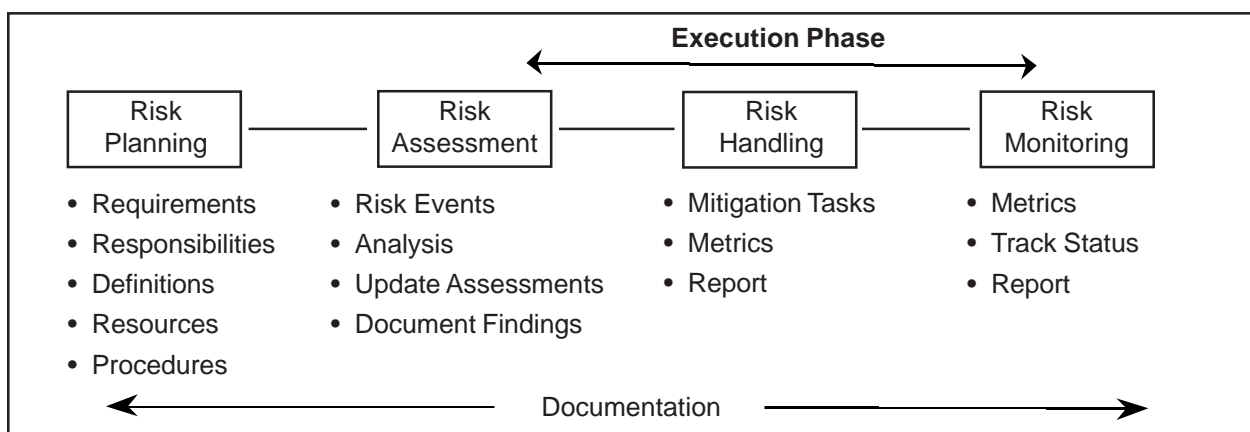 Execution Phase
Risk
Planning
Risk
Assessment
Risk
Handling
Risk
Monitoring
• Requirements
• Responsibilities
• Definitions
• Resources
• Procedures
• Risk Events
• Analysis
• Update Assessments
• Document Findings
• Mitigation Tasks
• Metrics
• Report
• Metrics
• Track Status
• Report
Documentation